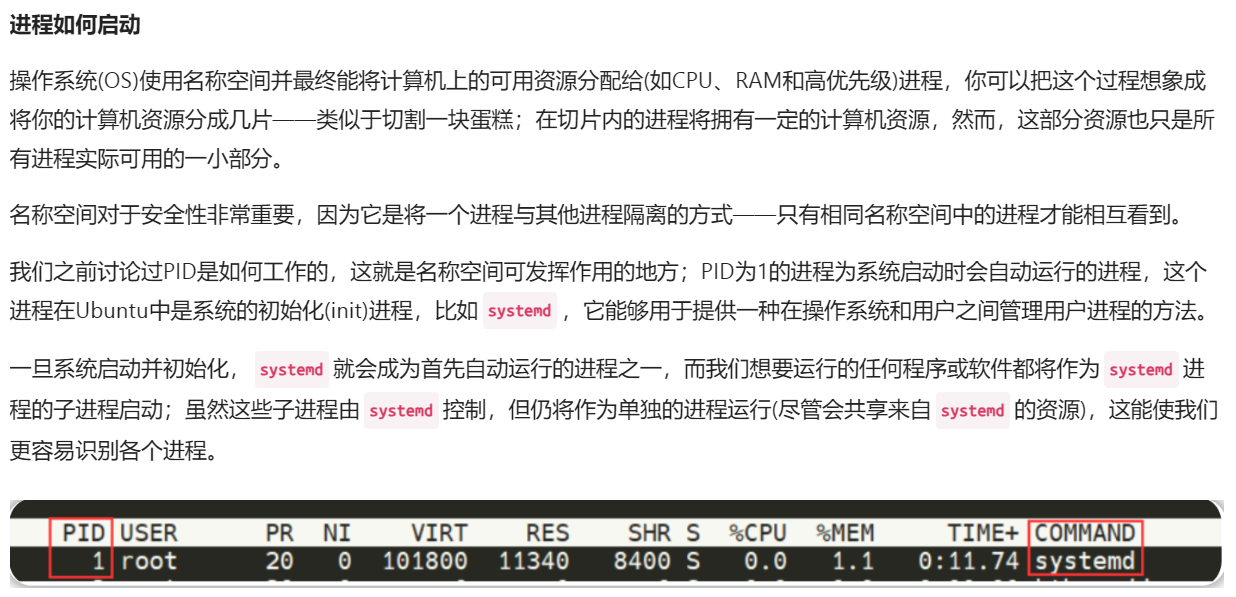 进程如何启动
操作系统(OS)使用名称空间并最终能将计算机上的可用资源分配给(如CPU、RAM和高优先级)进程，你可以把这个过程想象成
将你的计算机资源分成几片——类似于切割一块蛋糕；在切片内的进程将拥有一定的计算机资源，然而，这部分资源也只是所
有进程实际可用的一小部分。
名称空间对于安全性非常重要，因为它是将一个进程与其他进程隔离的方式——只有相同名称空间中的进程才能相互看到。
我们之前讨论过PID是如何工作的，这就是名称空间可发挥作用的地方；PID为1的进程为系统启动时会自动运行的进程，这个
进程在Ubuntu中是系统的初始化(init)进程，比如 systemd ，它能够用于提供一种在操作系统和用户之间管理用户进程的方法。
一旦系统启动并初始化， systemd 就会成为首先自动运行的进程之一，而我们想要运行的任何程序或软件都将作为 systemd 进
程的子进程启动；虽然这些子进程由 systemd 控制，但仍将作为单独的进程运行(尽管会共享来自 systemd 的资源)，这能使我们
更容易识别各个进程。
PID USER PR NI VIRT RES SHR S %CPU %MEM TIME+ COMMAND
1 root 20 0 101800 11340 8400 S 0.0 1.1 0:11.74 systemd